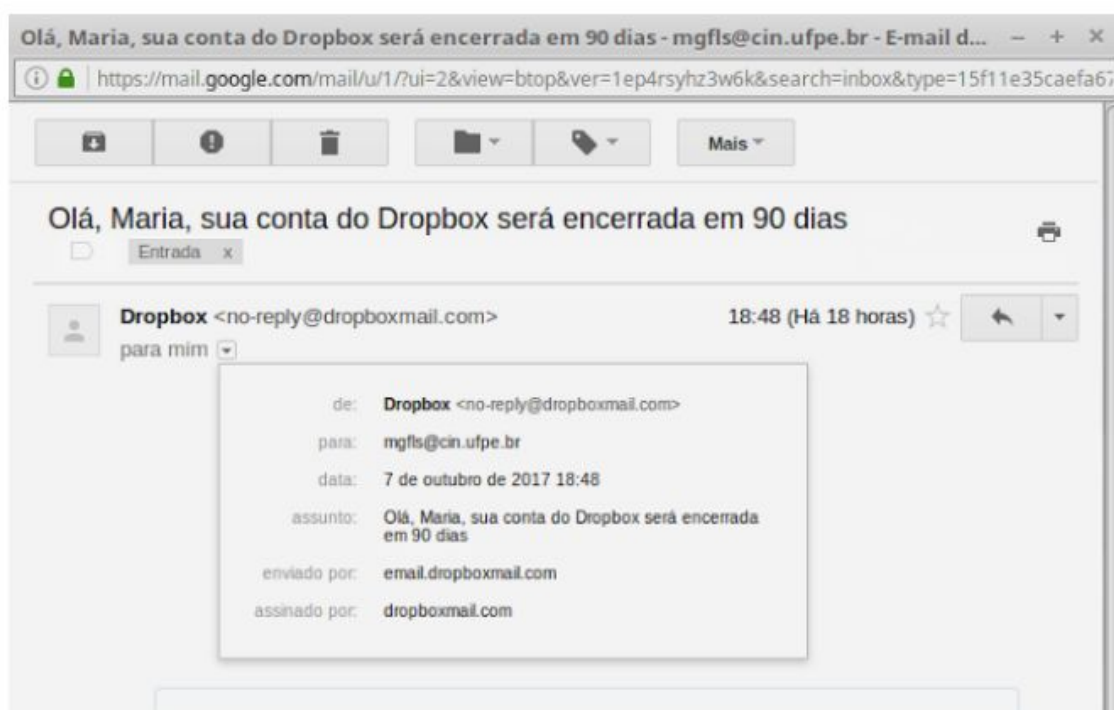 Olá, Maria, sua conta do Dropbox será encerrada em 90 dias - mgfls@cin.ufpe.br - E-mail d...
https://mail.google.com/mail/u/1/?ui=2&view=btop&ver=1ep4rsyhz3w6k&search=inbox&type=15f11e35caefa67
Mais
Olá, Maria, sua conta do Dropbox será encerrada em 90 dias
Entrada x
Dropbox <no-reply@dropboxmail.com> 18:48 (Há 18 horas)
para mim
de: Dropbox <no-reply@dropboxmail.com>
para: mgfls@cin.ufpe.br
data: 7 de outubro de 2017 18:48
assunto: Olá, Maria, sua conta do Dropbox será encerrada
em 90 dias
enviado por: email.dropboxmail.com
assinado por: dropboxmail.com